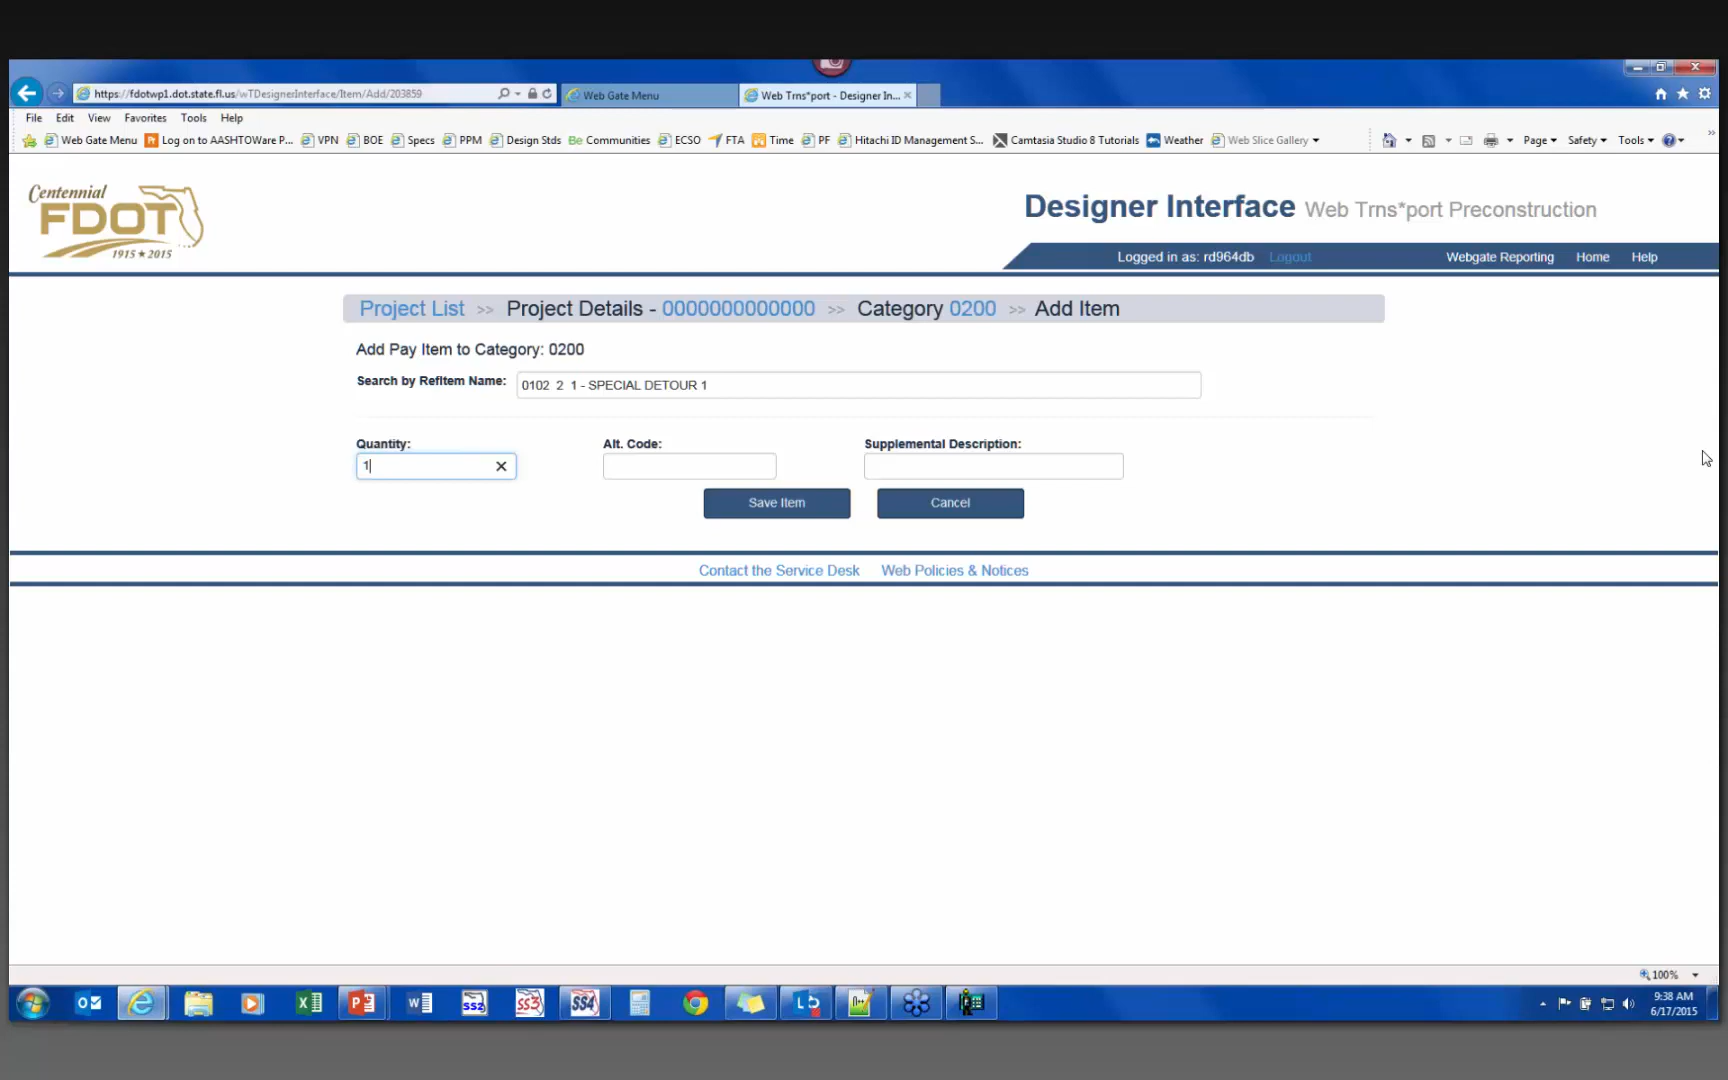 https://fdotwp1.dot.state.fl.us/wTDesignerInterface/Item/Add/203859
Web Gate Menu
Web Trns*port - Designer In...
File Edit View Favorites Tools Help
Web Gate Menu Log on to AASHTOWare P... VPN BOE Specs PPM Design Stds Be Communities ECSO FTA Time PF Hitachi ID Management S... Camtasia Studio 8 Tutorials Weather Web Slice Gallery Page Safety Tools
Centennial
FDOT
1915★2015
Designer Interface Web Trns*port Preconstruction
Logged in as: rd964db Logout Webgate Reporting Home Help
Project List >> Project Details - 0000000000000 >> Category 0200 >> Add Item
Add Pay Item to Category: 0200
Search by RefItem Name: 0102 2 1 - SPECIAL DETOUR 1
Quantity: Alt. Code: Supplemental Description:
1
Save Item Cancel
Contact the Service Desk Web Policies & Notices
100%
SS2 SS3 SS4
9:38 AM
6/17/2015